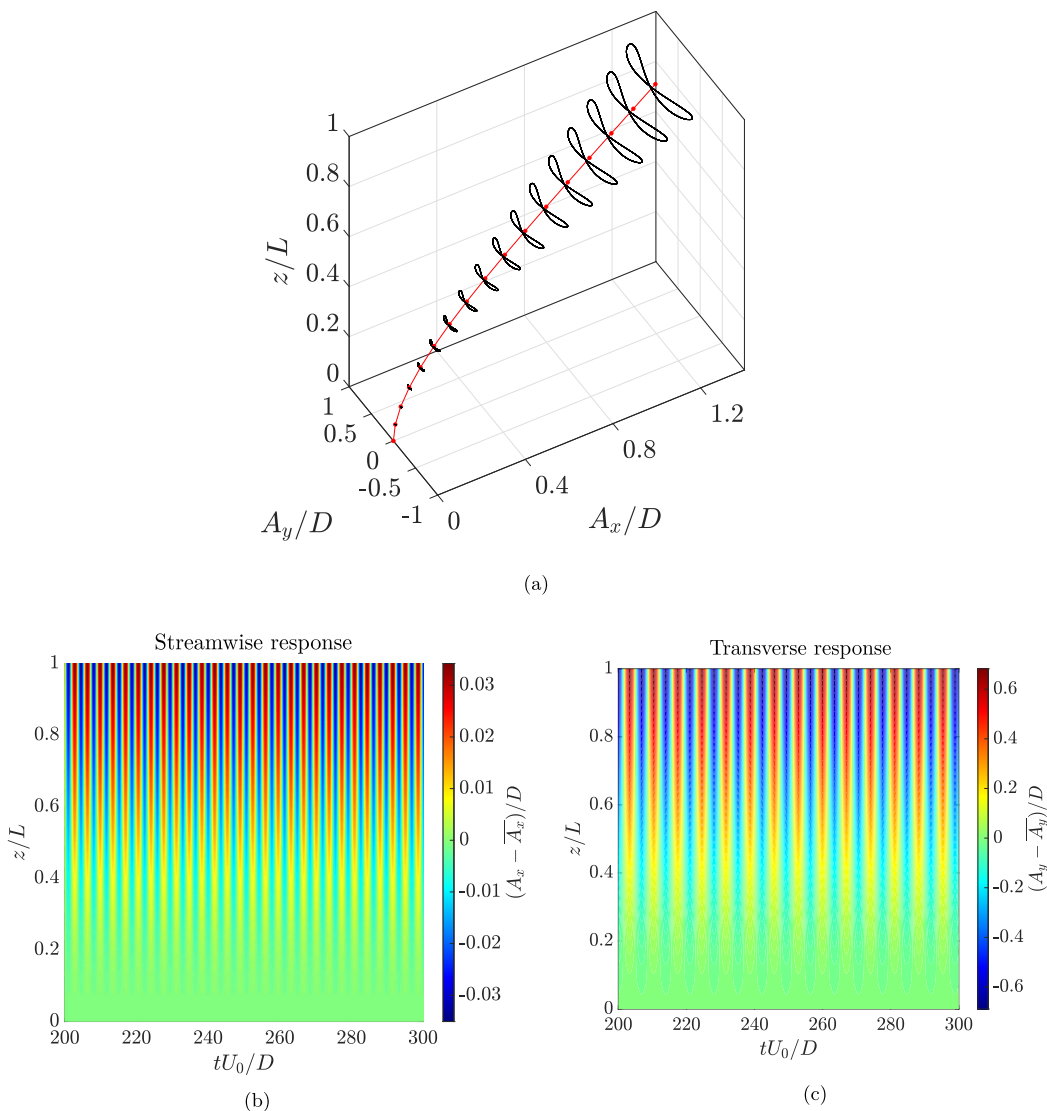 1
0.8
0.6
0.4
0.2
0
z/L
1
0.5
0
-0.5
-1
A_y/D
0
0.4
0.8
1.2
A_x/D
(a)
Streamwise response
1
0.8
0.6
0.4
0.2
0
z/L
200 220 240 260 280 300
tU_0/D
0.03
0.02
0.01
0
-0.01
-0.02
-0.03
(A_x − \overline{A_x})/D
(b)
Transverse response
1
0.8
0.6
0.4
0.2
0
z/L
200 220 240 260 280 300
tU_0/D
0.6
0.4
0.2
0
-0.2
-0.4
-0.6
(A_y − \overline{A_y})/D
(c)